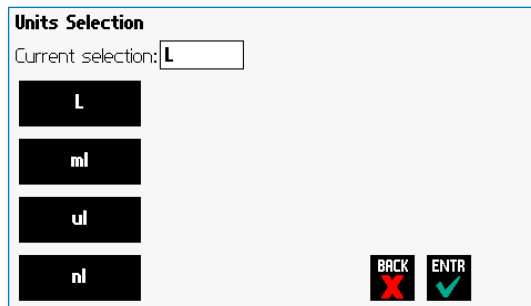 Units Selection
Current selection: L
L
ml
ul
nl
BACK ENTR